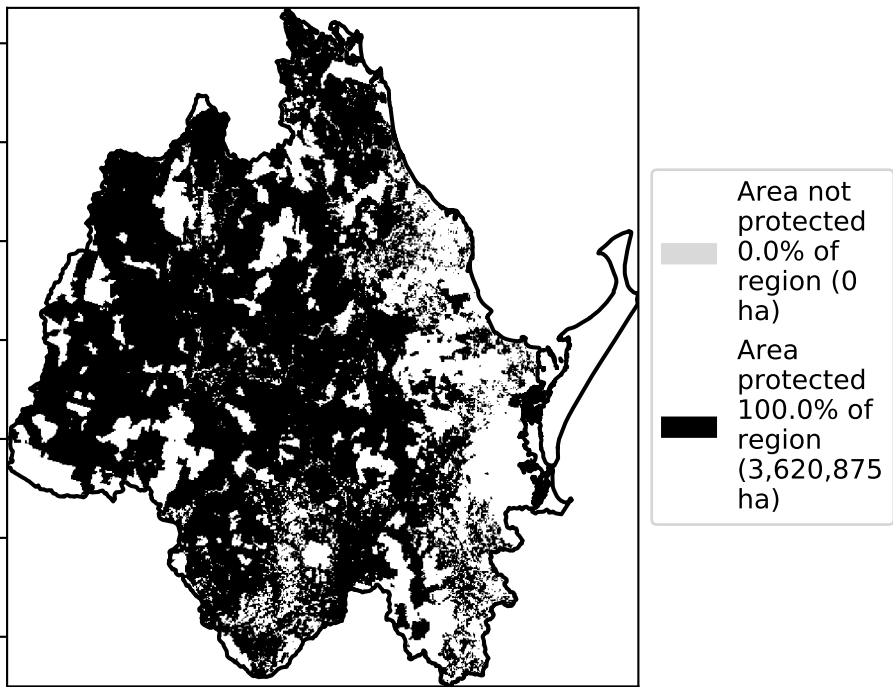 Area not
protected
0.0% of
region (0
ha)
Area
protected
100.0% of
region
(3,620,875
ha)